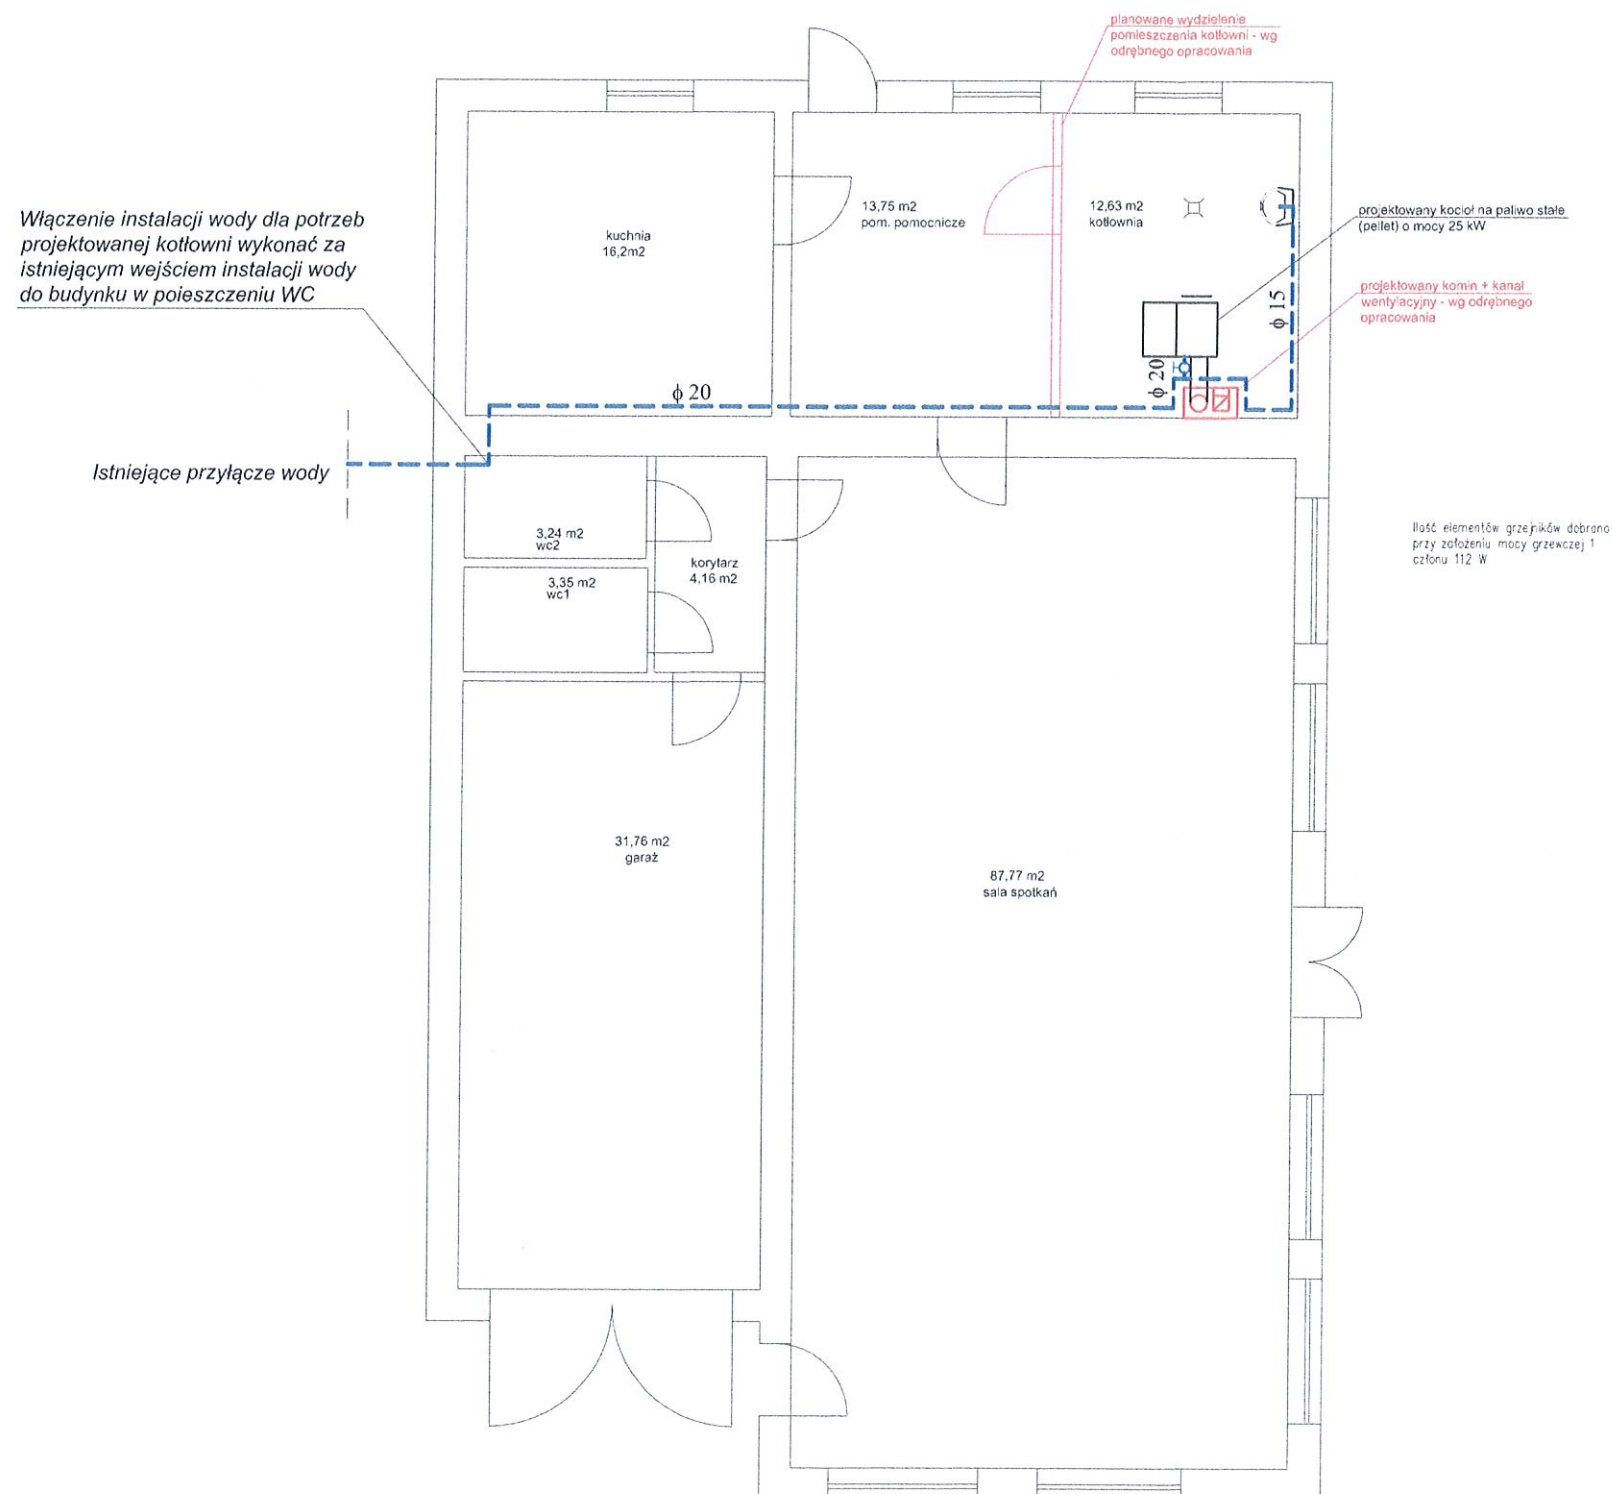 planowane wydzielenie
pomieszczenia kotłowni - wg
odrębnego opracowania
Włączenie instalacji wody dla potrzeb
projektowanej kotłowni wykonać za
istniejącym wejściem instalacji wody
do budynku w poieszczeniu WC
kuchnia
16,2m2
13,75 m2
pom. pomocnicze
12,63 m2
kotłownia
projektowany kocioł na paliwo stałe
(pellet) o mocy 25 kW
projektowany komin + kanał
wentylacyjny - wg odrębnego
opracowania
ϕ 15
ϕ 20
ϕ 20
Istniejące przyłącze wody
3,24 m2
wc2
3,35 m2
wc1
korytarz
4,16 m2
Ilość elementów grzejników dobrano
przy założeniu mocy grzewczej 1
członu 112 W
31,76 m2
garaż
87,77 m2
sala spotkań